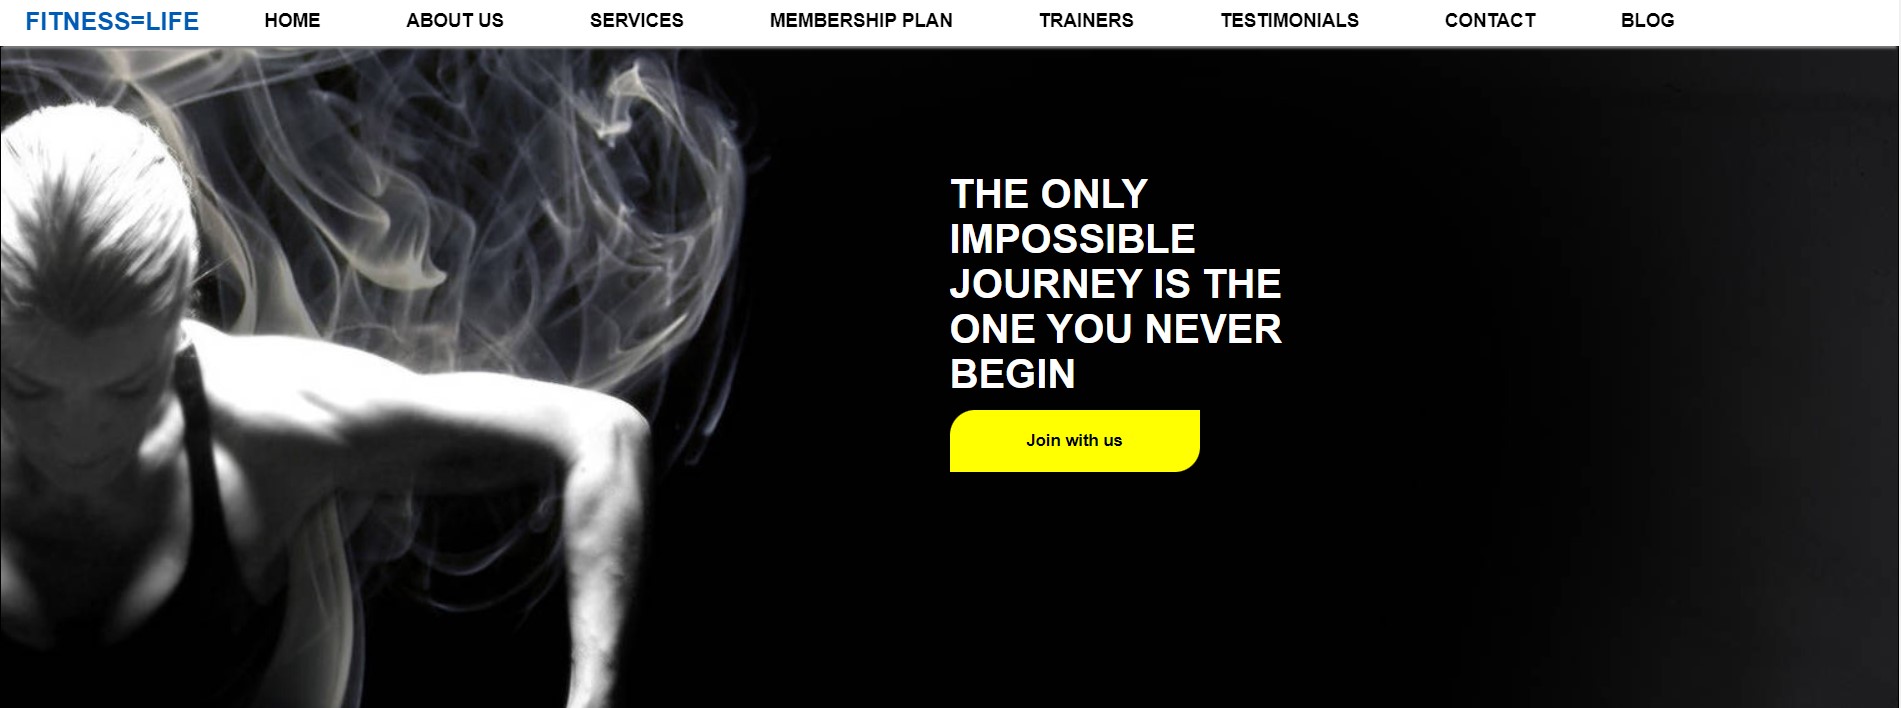 FITNESS=LIFE HOME ABOUT US SERVICES MEMBERSHIP PLAN TRAINERS TESTIMONIALS CONTACT BLOG
THE ONLY
IMPOSSIBLE
JOURNEY IS THE
ONE YOU NEVER
BEGIN
Join with us